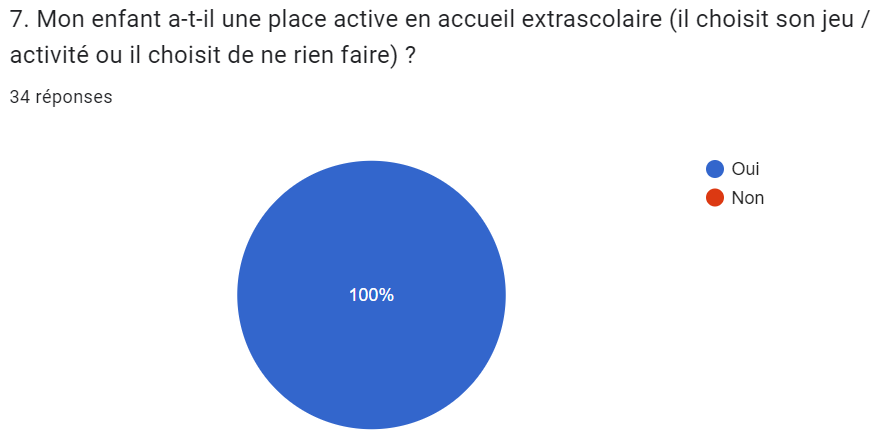 7. Mon enfant a-t-il une place active en accueil extrascolaire (il choisit son jeu /
activité ou il choisit de ne rien faire) ?
34 réponses
Oui
Non
100%